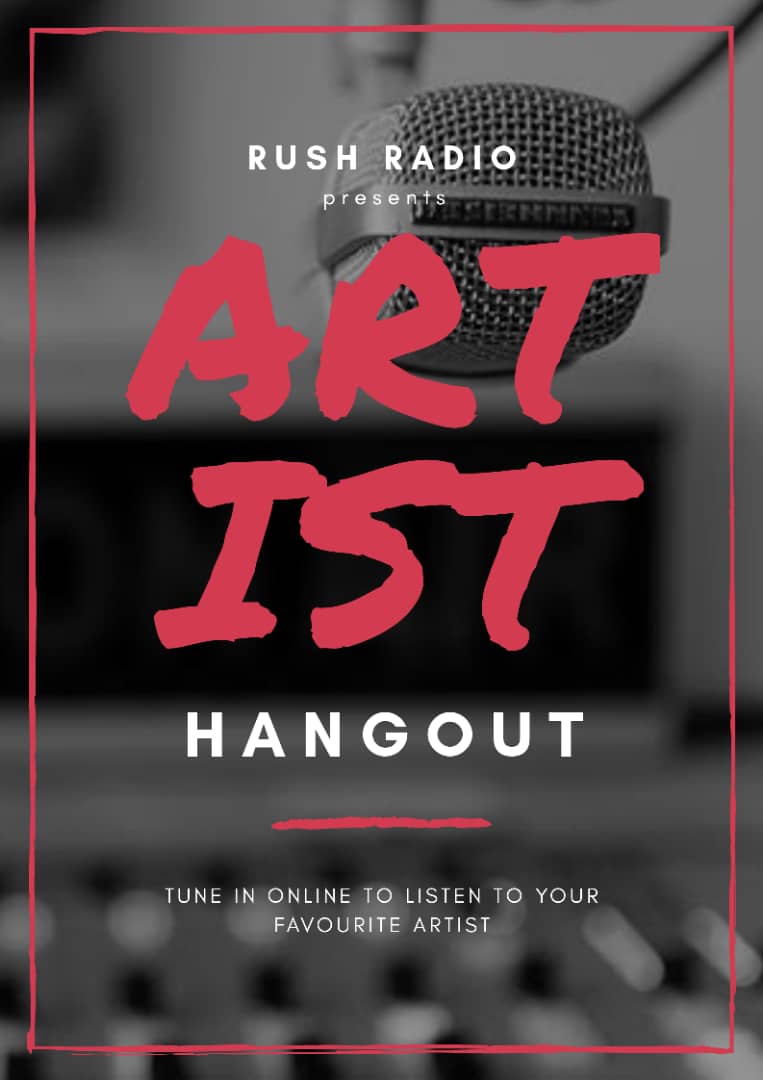 RUSH RADIO
presents
ART
IST
HANGOUT
TUNE IN ONLINE TO LISTEN TO YOUR
FAVOURITE ARTIST